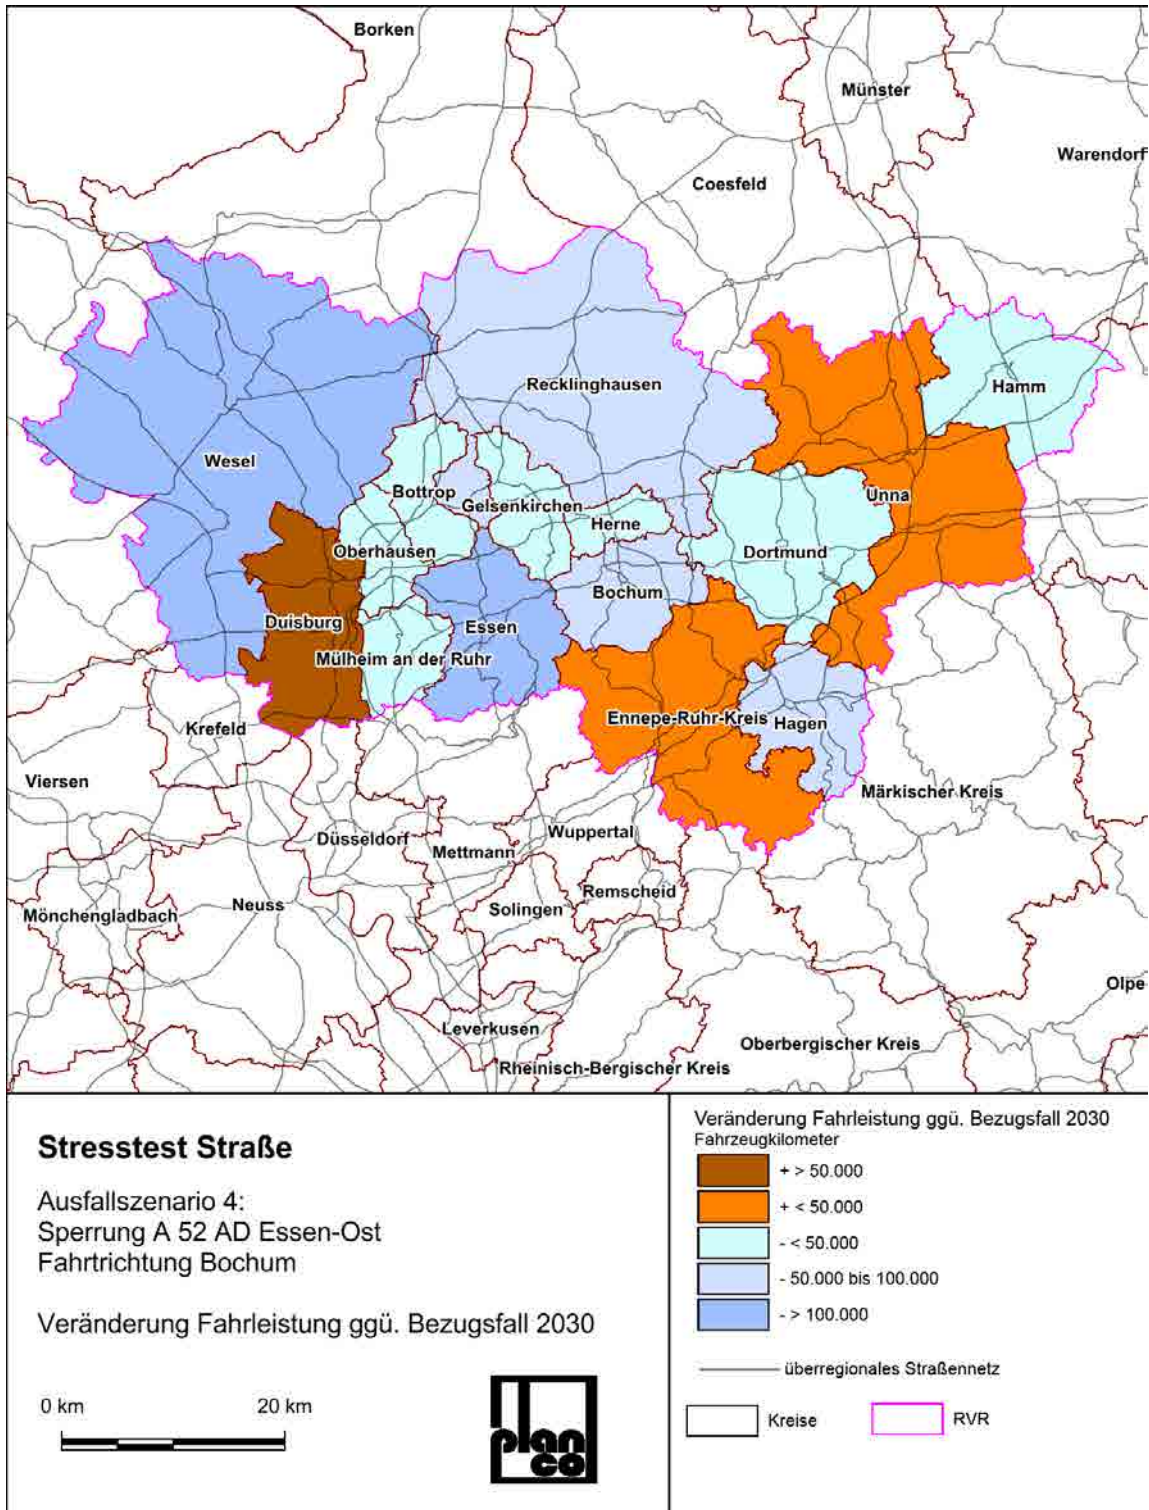 Borken
Münster
Warendorf
Coesfeld
Recklinghausen
Hamm
Wesel
Bottrop
Gelsenkirchen
Unna
Herne
Oberhausen
Dortmund
Bochum
Duisburg
Essen
Mülheim an der Ruhr
Ennepe-Ruhr-Kreis
Hagen
Krefeld
Viersen
Märkischer Kreis
Düsseldorf
Wuppertal
Mettmann
Remscheid
Neuss
Solingen
Mönchengladbach
Olpe
Leverkusen
Oberbergischer Kreis
Rheinisch-Bergischer Kreis
Stresstest Straße
Ausfallszenario 4:
Sperrung A 52 AD Essen-Ost
Fahrtrichtung Bochum
Veränderung Fahrleistung ggü. Bezugsfall 2030
0 km 20 km
plan
co
Veränderung Fahrleistung ggü. Bezugsfall 2030
Fahrzeugkilometer
+ > 50.000
+ < 50.000
- < 50.000
- 50.000 bis 100.000
- > 100.000
überregionales Straßennetz
Kreise RVR